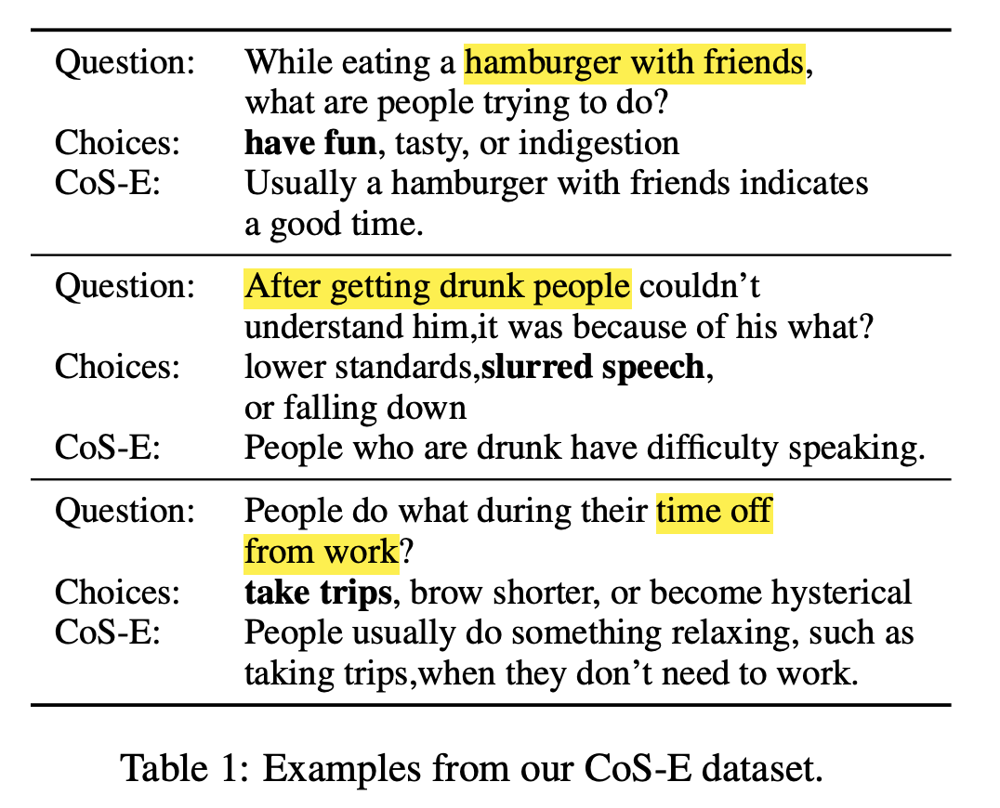 Question: While eating a hamburger with friends,
what are people trying to do?
Choices: have fun, tasty, or indigestion
CoS-E: Usually a hamburger with friends indicates
a good time.
Question: After getting drunk people couldn’t
understand him,it was because of his what?
Choices: lower standards,slurred speech,
or falling down
CoS-E: People who are drunk have difficulty speaking.
Question: People do what during their time off
from work?
Choices: take trips, brow shorter, or become hysterical
CoS-E: People usually do something relaxing, such as
taking trips,when they don’t need to work.
Table 1: Examples from our CoS-E dataset.